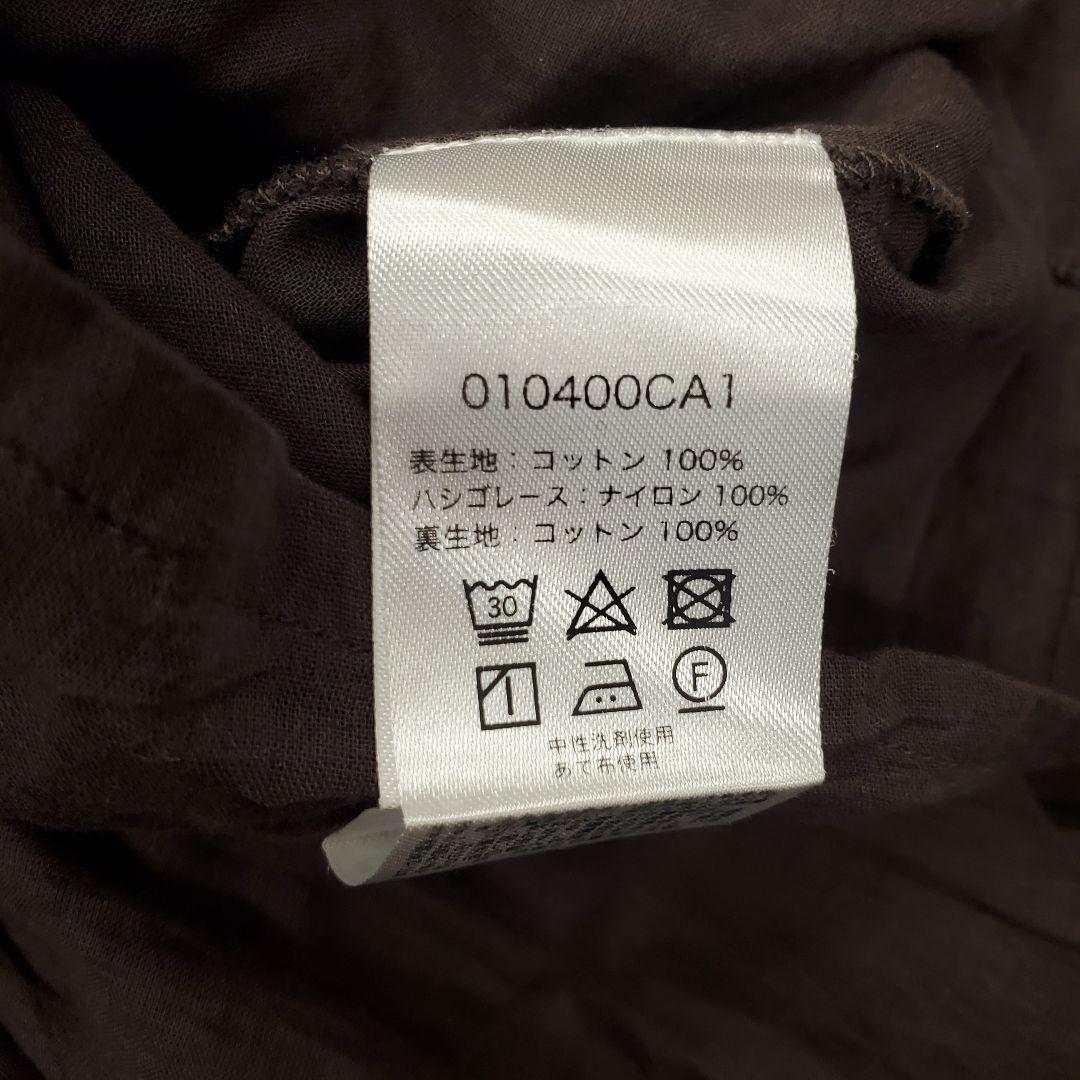 010400CA1
表生地：コットン 100%
ハシゴレース：ナイロン 100%
裏生地：コットン 100%
30
F
中性洗剤使用
あて布使用